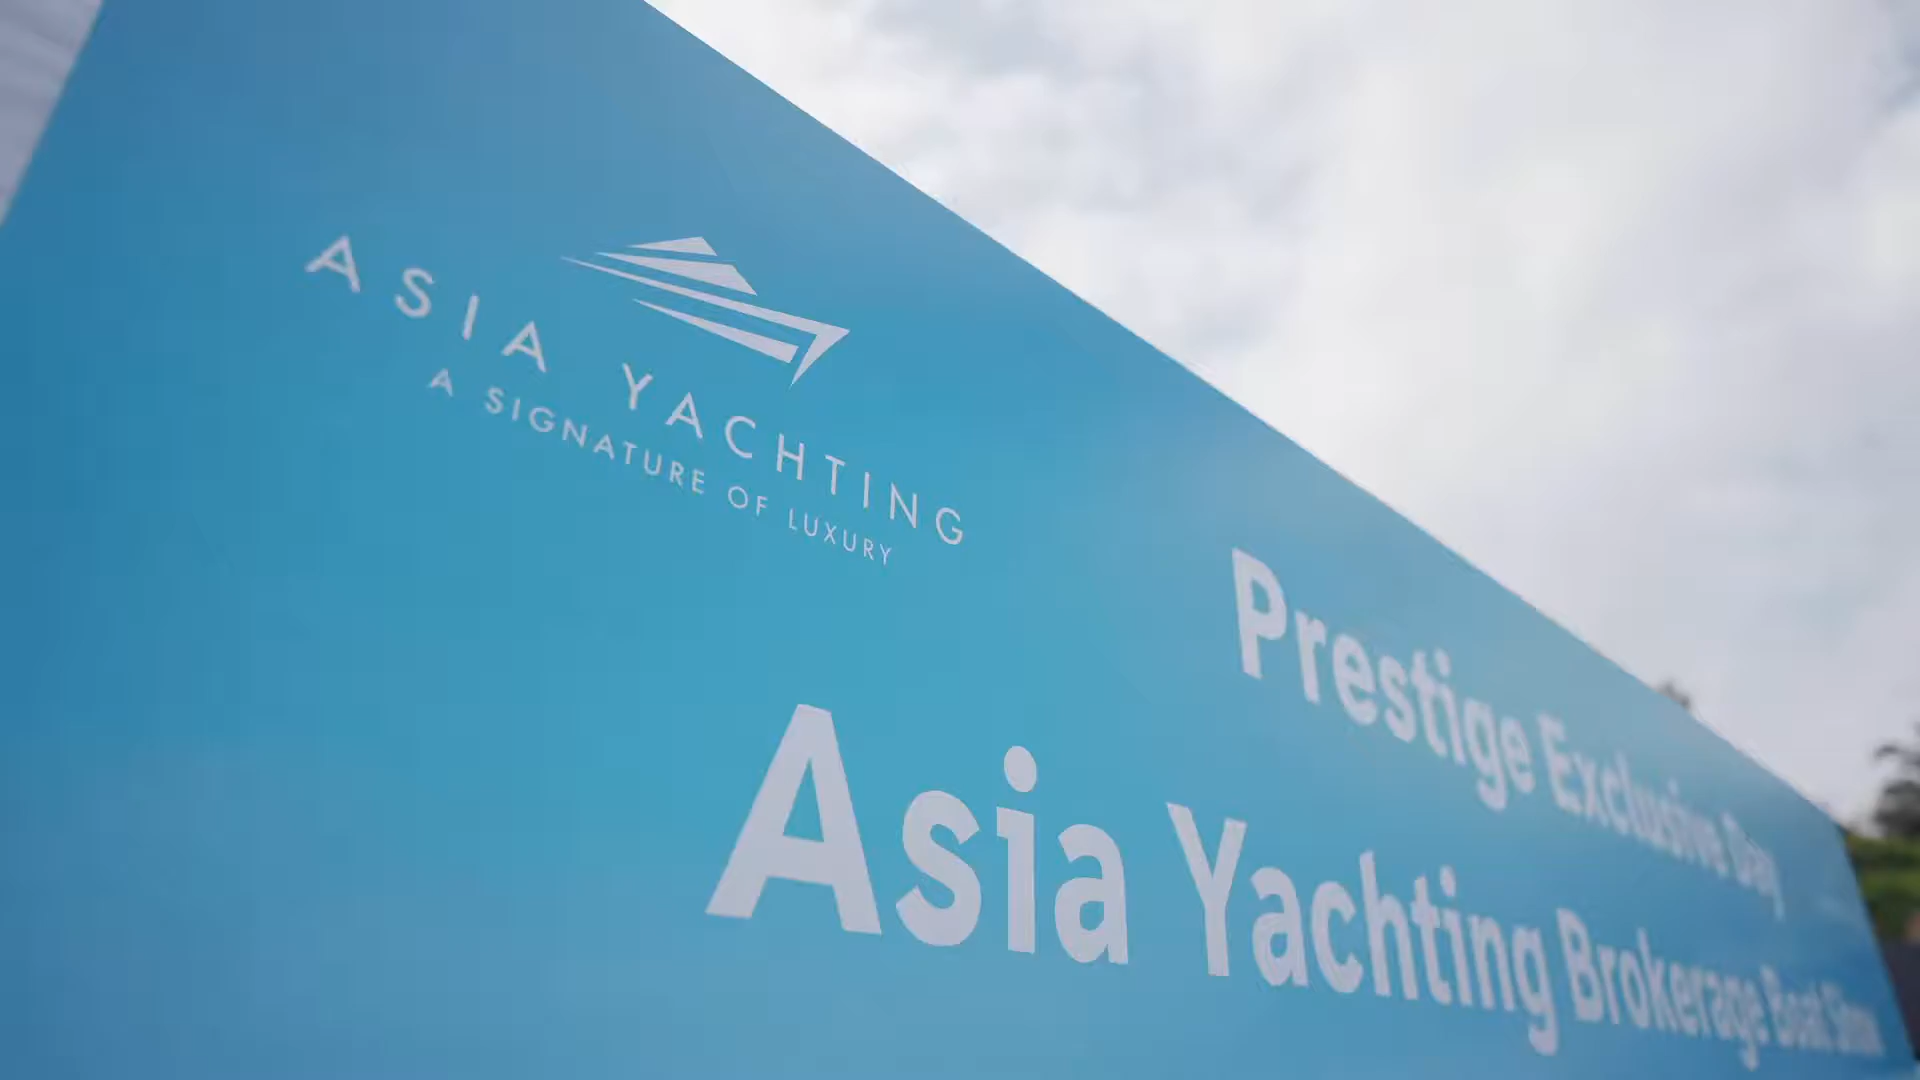 ASIA YACHTING
A SIGNATURE OF LUXURY
Prestige Exclusive Day
Asia Yachting Brokerage Boat Show